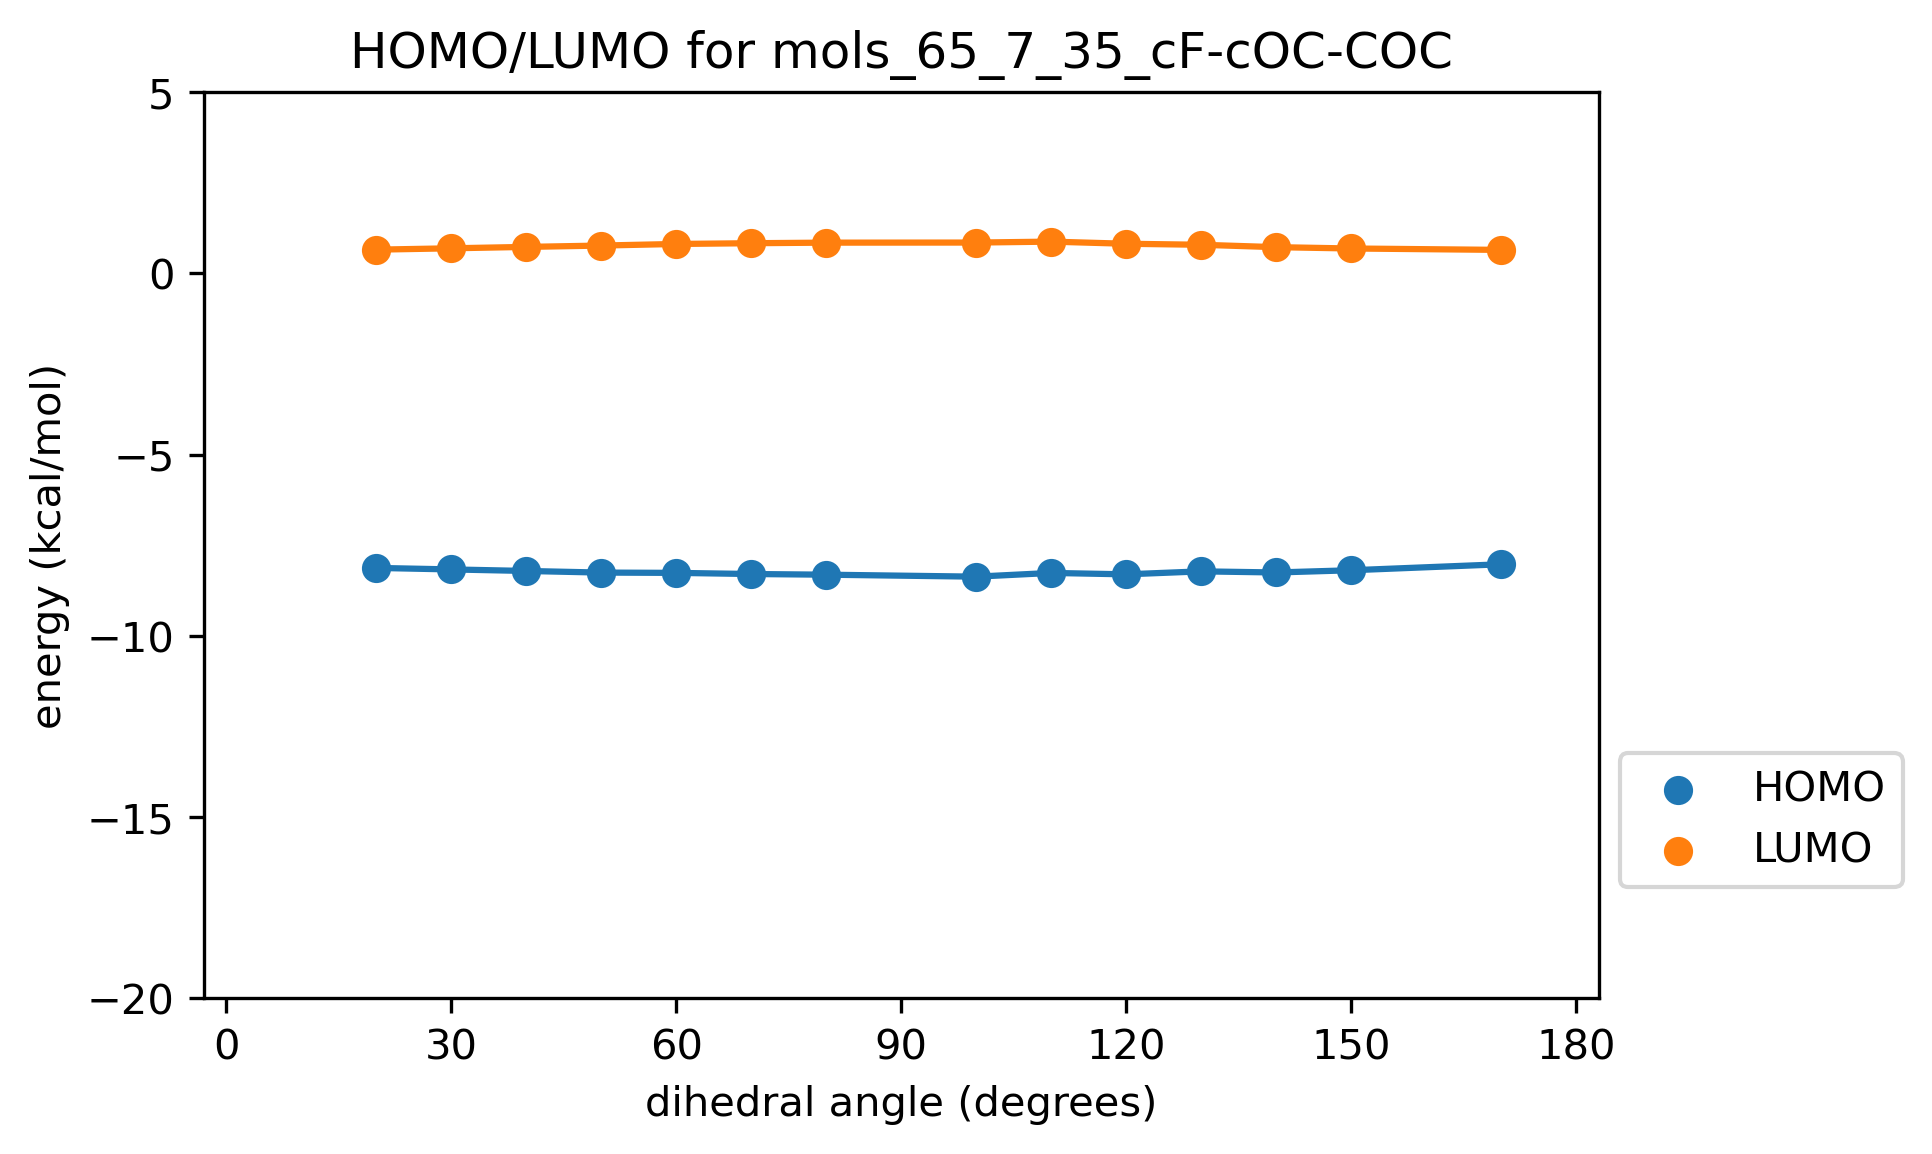 HOMO/LUMO for mols_65_7_35_cF-cOC-COC
5
0
−5
−10
−15
−20
energy (kcal/mol)
0 30 60 90 120 150 180
dihedral angle (degrees)
HOMO
LUMO